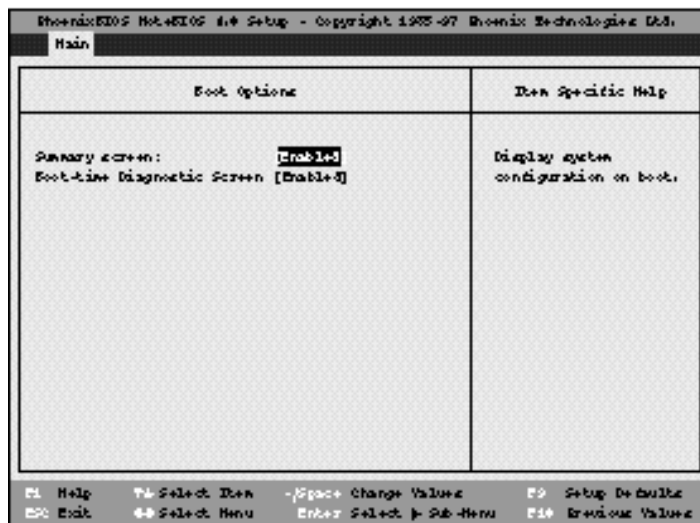 PhoenixBIOS NoteBIOS 4.0 Setup - Copyright 1985-97 Phoenix Technologies Ltd.
Main
Boot Options
Item Specific Help
Summary screen: [Enabled]
Display system
Boot-time Diagnostic Screen [Enabled]
configuration on boot.
F1 Help ↑↓ Select Item -/Space Change Values F9 Setup Defaults
ESC Exit ←→ Select Menu Enter Select ▶ Sub-Menu F10 Previous Values